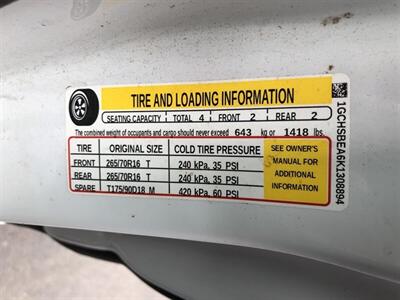 TIRE AND LOADING INFORMATION
SEATING CAPACITY TOTAL 4 FRONT 2 REAR 2
The combined weight of occupants and cargo should never exceed 643 kg or 1418 lbs.
TIRE ORIGINAL SIZE COLD TIRE PRESSURE
FRONT 265/70R16 T 240 kPa, 35 PSI
REAR 265/70R16 T 240 kPa, 35 PSI
SPARE T175/90D18 M 420 kPa, 60 PSI
SEE OWNER'S
MANUAL FOR
ADDITIONAL
INFORMATION
1GCHSBEA6K1308894